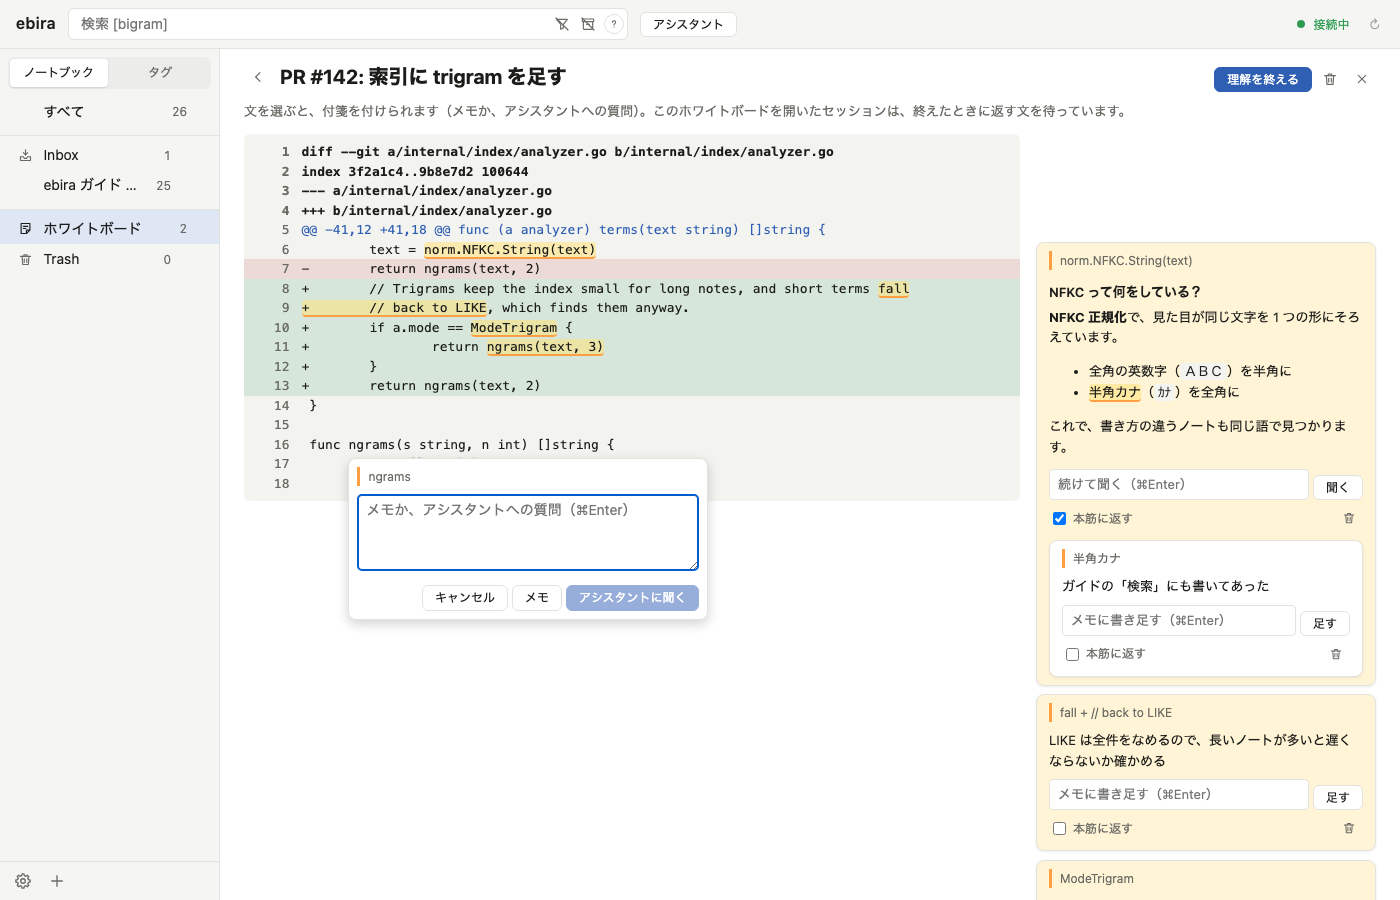 ebira
検索 [bigram]
?
アシスタント
接続中
ノートブック
タグ
すべて 26
Inbox 1
ebira ガイド ... 25
ホワイトボード 2
Trash 0
PR #142: 索引に trigram を足す
理解を終える
文を選ぶと、付箋を付けられます（メモか、アシスタントへの質問）。このホワイトボードを開いたセッションは、終えたときに返す文を待っています。
1 diff --git a/internal/index/analyzer.go b/internal/index/analyzer.go
2 index 3f2a1c4..9b8e7d2 100644
3 --- a/internal/index/analyzer.go
4 +++ b/internal/index/analyzer.go
5 @@ -41,12 +41,18 @@ func (a analyzer) terms(text string) []string {
6 text = norm.NFKC.String(text)
7 - return ngrams(text, 2)
8 + // Trigrams keep the index small for long notes, and short terms fall
9 + // back to LIKE, which finds them anyway.
10 + if a.mode == ModeTrigram {
11 + return ngrams(text, 3)
12 + }
13 + return ngrams(text, 2)
14 }
15
16 func ngrams(s string, n int) []string {
17
18
ngrams
メモか、アシスタントへの質問（⌘Enter）
キャンセル
メモ
アシスタントに聞く
norm.NFKC.String(text)
NFKC って何をしている？
NFKC 正規化で、見た目が同じ文字を 1 つの形にそろ
えています。
• 全角の英数字（ＡＢＣ）を半角に
• 半角カナ（ｶﾅ）を全角に
これで、書き方の違うノートも同じ語で見つかりま
す。
続けて聞く（⌘Enter）
聞く
本筋に返す
半角カナ
ガイドの「検索」にも書いてあった
メモに書き足す（⌘Enter）
足す
本筋に返す
fall + // back to LIKE
LIKE は全件をなめるので、長いノートが多いと遅く
ならないか確かめる
メモに書き足す（⌘Enter）
足す
本筋に返す
ModeTrigram